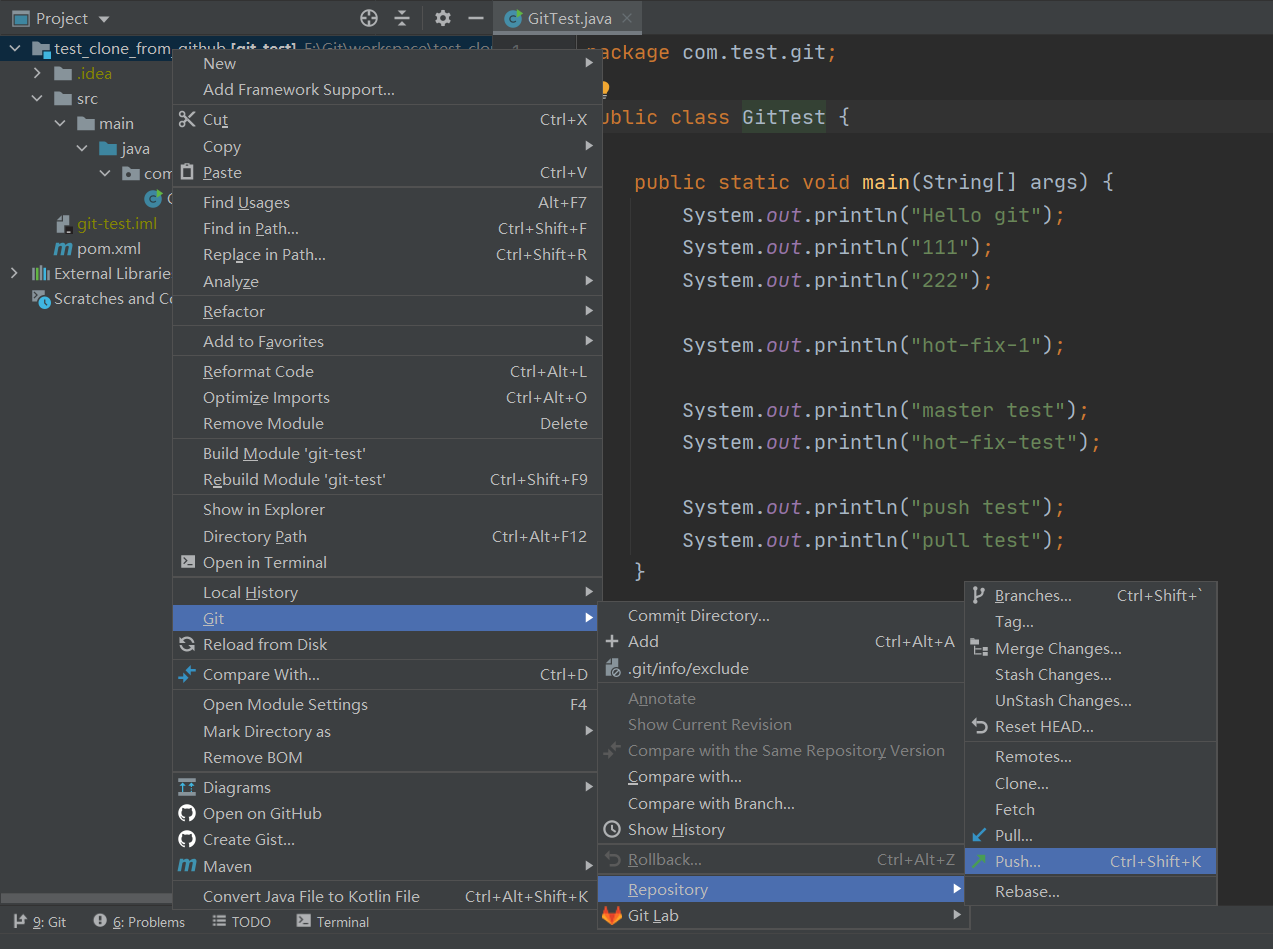 Project
GitTest.java
test_clone_from_github [git-test] E:\Git\workspace\test_clo
.idea
src
main
java
com
git-test.iml
pom.xml
External Librarie
Scratches and Co
New
Add Framework Support...
Cut Ctrl+X
Copy
Paste Ctrl+V
Find Usages Alt+F7
Find in Path... Ctrl+Shift+F
Replace in Path... Ctrl+Shift+R
Analyze
Refactor
Add to Favorites
Reformat Code Ctrl+Alt+L
Optimize Imports Ctrl+Alt+O
Remove Module Delete
Build Module 'git-test'
Rebuild Module 'git-test' Ctrl+Shift+F9
Show in Explorer
Directory Path Ctrl+Alt+F12
Open in Terminal
Local History
Git
Reload from Disk
Compare With... Ctrl+D
Open Module Settings F4
Mark Directory as
Remove BOM
Diagrams
Open on GitHub
Create Gist...
Maven
Convert Java File to Kotlin File Ctrl+Alt+Shift+K
package com.test.git;
ublic class GitTest {
public static void main(String[] args) {
System.out.println("Hello git");
System.out.println("111");
System.out.println("222");
System.out.println("hot-fix-1");
System.out.println("master test");
System.out.println("hot-fix-test");
System.out.println("push test");
System.out.println("pull test");
}
Commit Directory...
Add Ctrl+Alt+A
.git/info/exclude
Annotate
Show Current Revision
Compare with the Same Repository Version
Compare with...
Compare with Branch...
Show History
Rollback... Ctrl+Alt+Z
Repository
Git Lab
Branches... Ctrl+Shift+`
Tag...
Merge Changes...
Stash Changes...
UnStash Changes...
Reset HEAD...
Remotes...
Clone...
Fetch
Pull...
Push... Ctrl+Shift+K
Rebase...
9: Git
6: Problems
TODO
Terminal